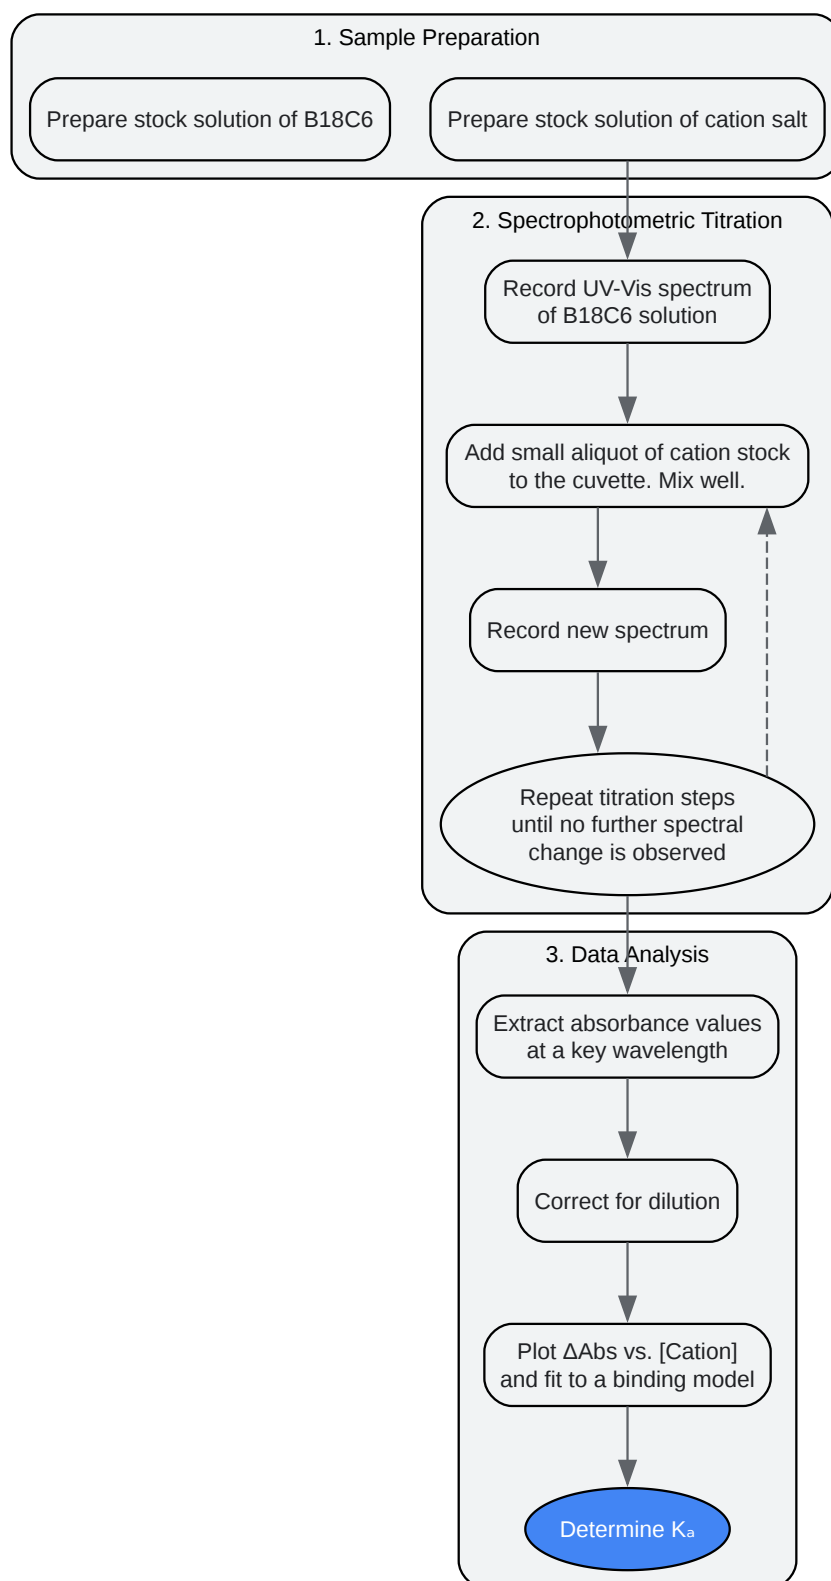 1. Sample Preparation
Prepare stock solution of B18C6
Prepare stock solution of cation salt
2. Spectrophotometric Titration
Record UV-Vis spectrum
of B18C6 solution
Add small aliquot of cation stock
to the cuvette. Mix well.
Record new spectrum
Repeat titration steps
until no further spectral
change is observed
3. Data Analysis
Extract absorbance values
at a key wavelength
Correct for dilution
Plot ΔAbs vs. [Cation]
and fit to a binding model
Determine Kₐ